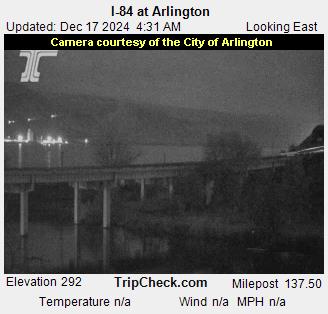 I-84 at Arlington
Updated: Dec 17 2024 4:31 AM Looking East
Camera courtesy of the City of Arlington
Elevation 292 TripCheck.com Milepost 137.50
Temperature n/a Wind n/a MPH n/a